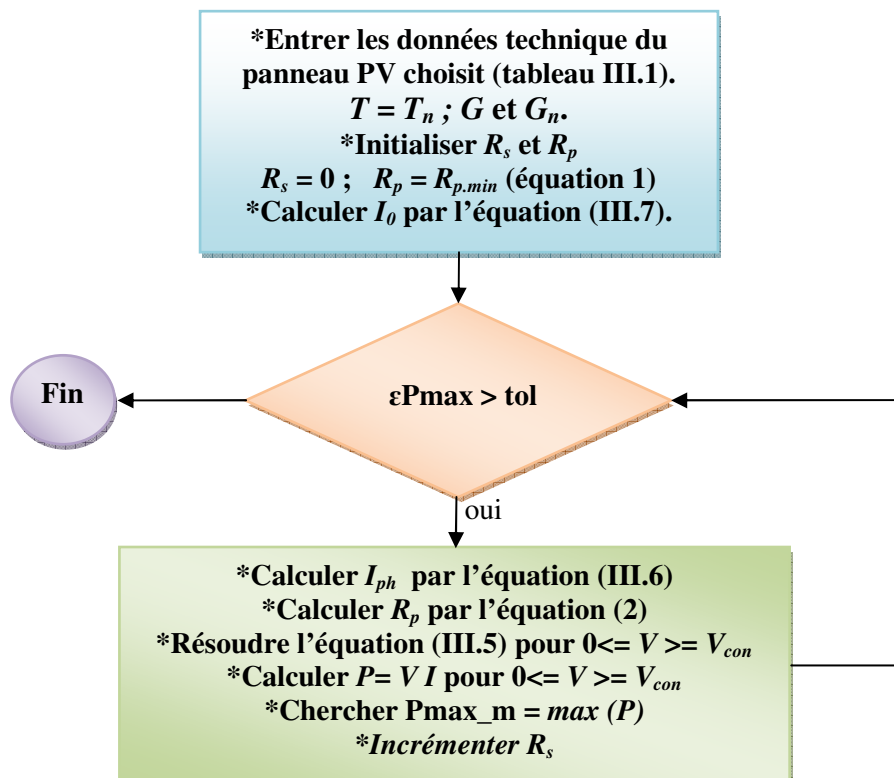 *Entrer les données technique du
panneau PV choisit (tableau III.1).
T = Tn ; G et Gn.
*Initialiser Rs et Rp
Rs = 0 ; Rp = Rp.min (équation 1)
*Calculer I0 par l’équation (III.7).
Fin
εPmax > tol
oui
*Calculer Iph par l’équation (III.6)
*Calculer Rp par l’équation (2)
*Résoudre l’équation (III.5) pour 0<= V >= Vcon
*Calculer P= V I pour 0<= V >= Vcon
*Chercher Pmax_m = max (P)
*Incrémenter Rs